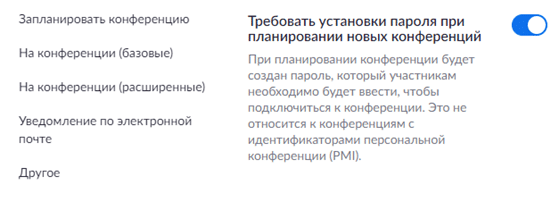 Запланировать конференцию
На конференции (базовые)
На конференции (расширенные)
Уведомление по электронной
почте
Другое
Требовать установки пароля при
планировании новых конференций
При планировании конференции будет
создан пароль, который участникам
необходимо будет ввести, чтобы
подключиться к конференции. Это не
относится к конференциям с
идентификаторами персональной
конференции (PMI).